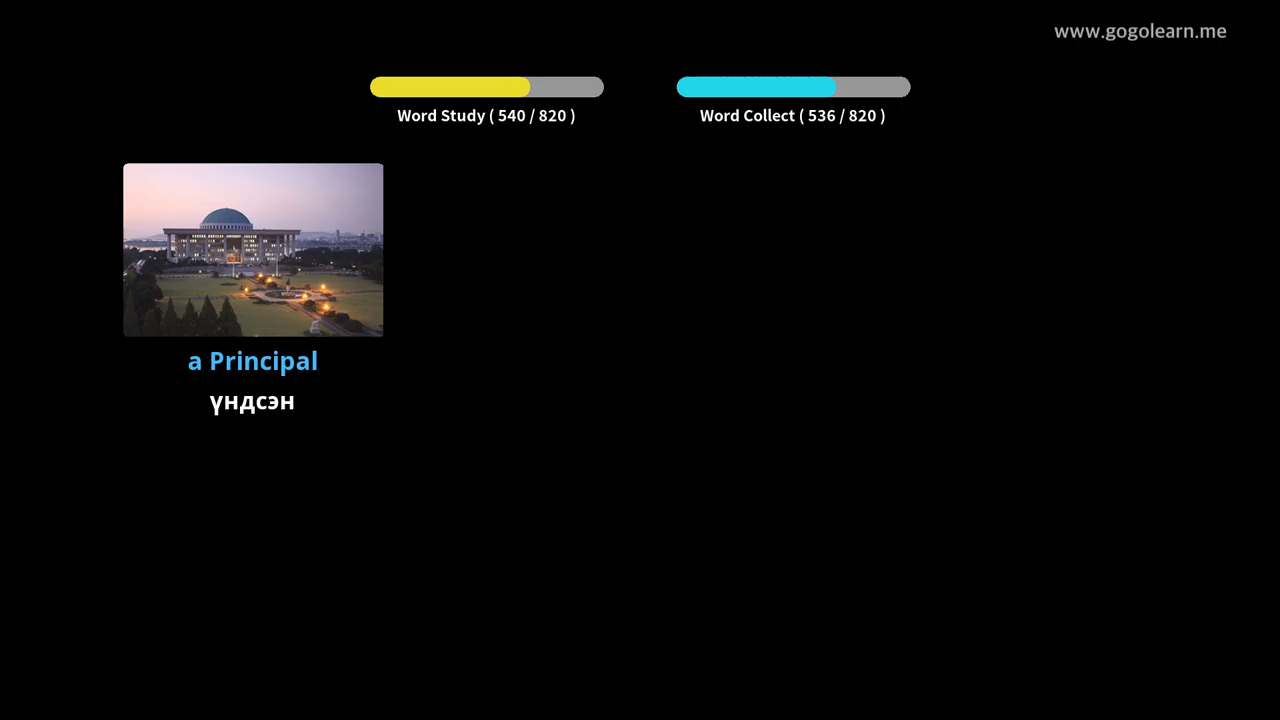 www.gogolearn.me
Word Study ( 540 / 820 )
Word Collect ( 536 / 820 )
a Principal
үндсэн